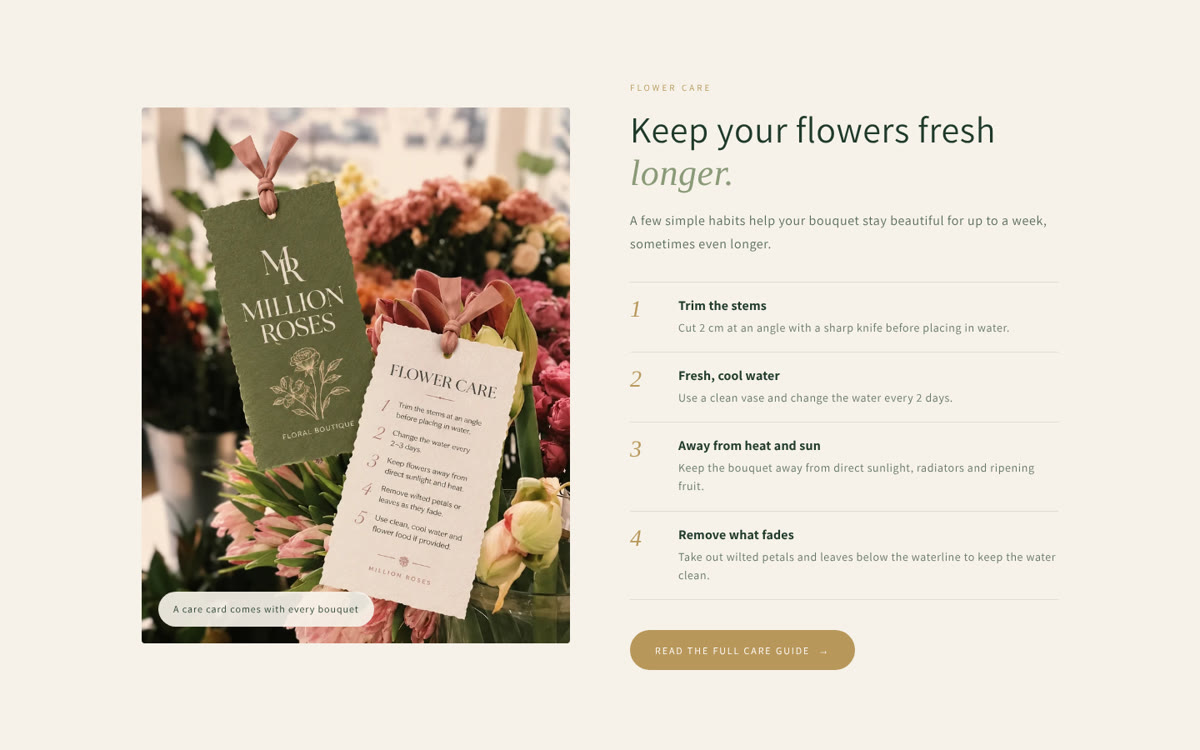 MR
MILLION
ROSES
FLORAL BOUTIQUE
FLOWER CARE
1 Trim the stems at an angle
before placing in water.
2 Change the water every
2–3 days.
3 Keep flowers away from
direct sunlight and heat.
4 Remove wilted petals or
leaves as they fade.
5 Use clean, cool water and
flower food if provided.
MILLION ROSES
A care card comes with every bouquet
FLOWER CARE
Keep your flowers fresh
longer.
A few simple habits help your bouquet stay beautiful for up to a week,
sometimes even longer.
1 Trim the stems
Cut 2 cm at an angle with a sharp knife before placing in water.
2 Fresh, cool water
Use a clean vase and change the water every 2 days.
3 Away from heat and sun
Keep the bouquet away from direct sunlight, radiators and ripening
fruit.
4 Remove what fades
Take out wilted petals and leaves below the waterline to keep the water
clean.
READ THE FULL CARE GUIDE →